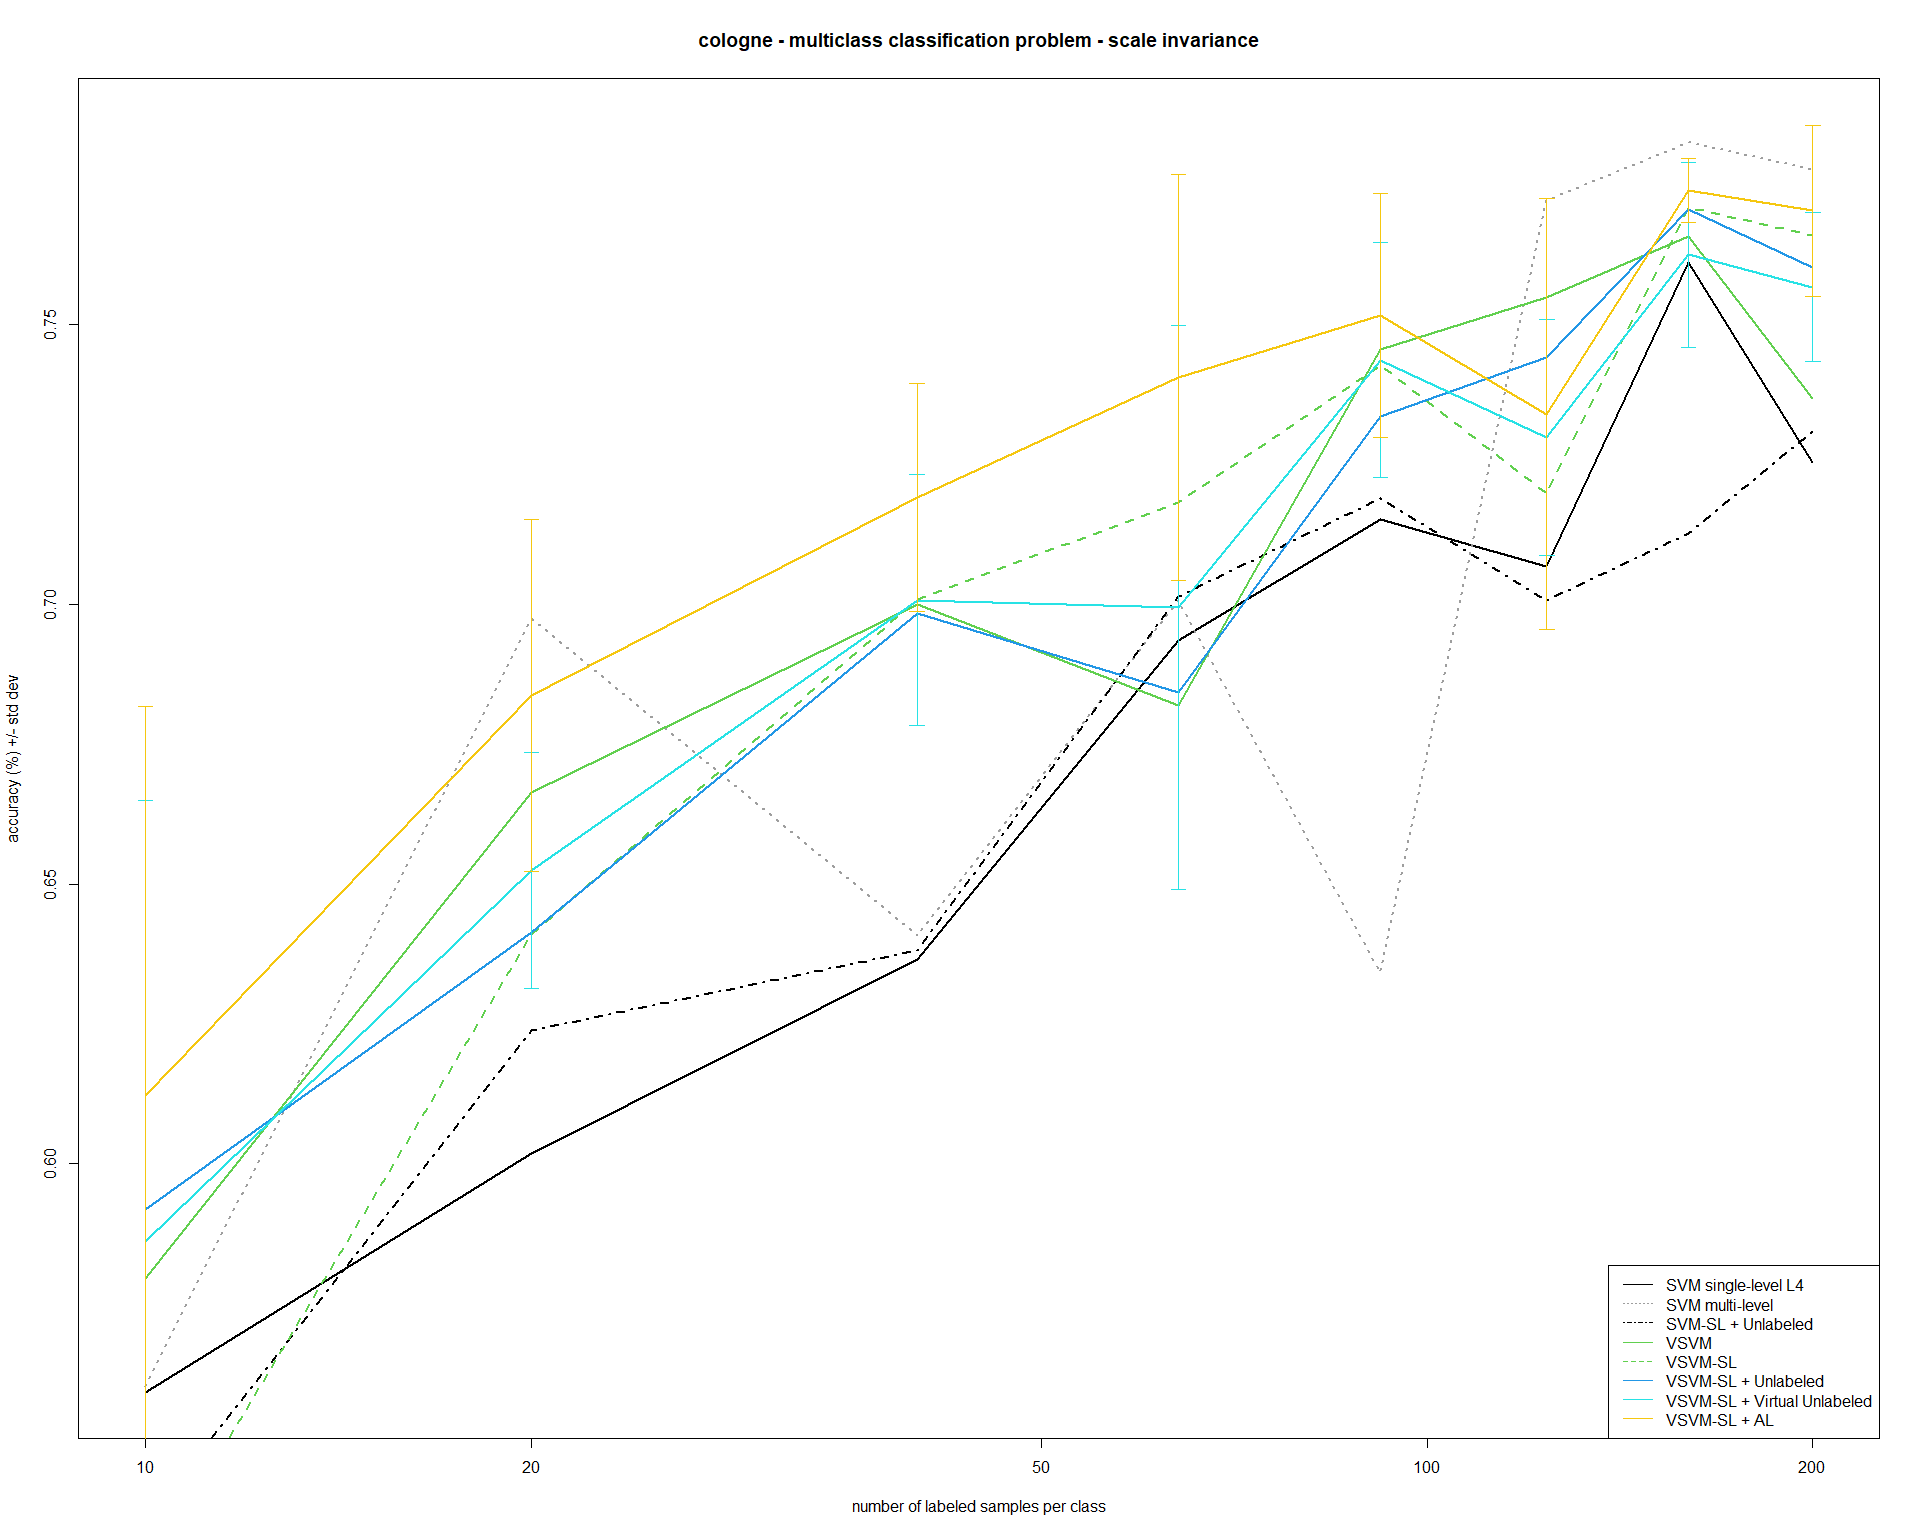 cologne - multiclass classification problem - scale invariance
accuracy (%) +/- std dev
0.75
0.70
0.65
0.60
10
20
50
100
200
number of labeled samples per class
SVM single-level L4
SVM multi-level
SVM-SL + Unlabeled
VSVM
VSVM-SL
VSVM-SL + Unlabeled
VSVM-SL + Virtual Unlabeled
VSVM-SL + AL